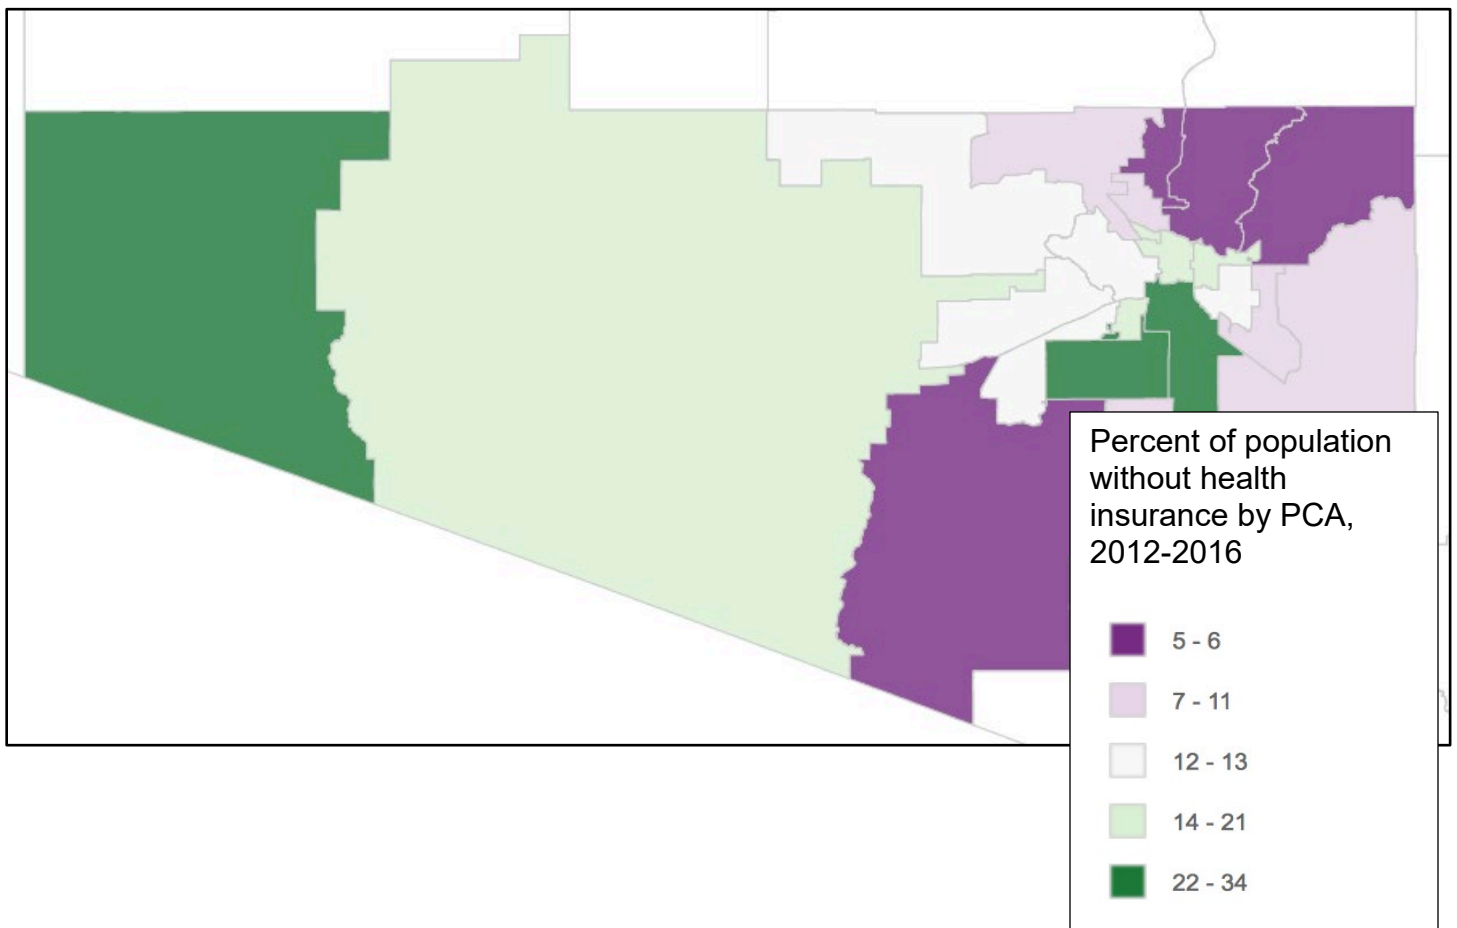 Percent of population
without health
insurance by PCA,
2012-2016
5 - 6
7 - 11
12 - 13
14 - 21
22 - 34